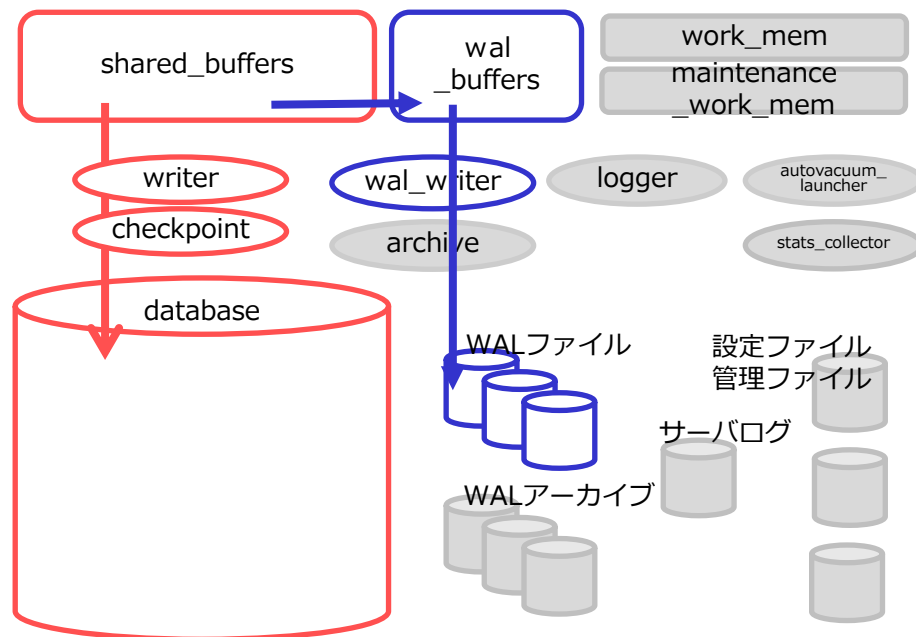 shared_buffers
wal
_buffers
work_mem
maintenance
_work_mem
writer
wal_writer
logger
autovacuum_
launcher
checkpoint
archive
stats_collector
database
WALファイル
設定ファイル
管理ファイル
サーバログ
WALアーカイブ